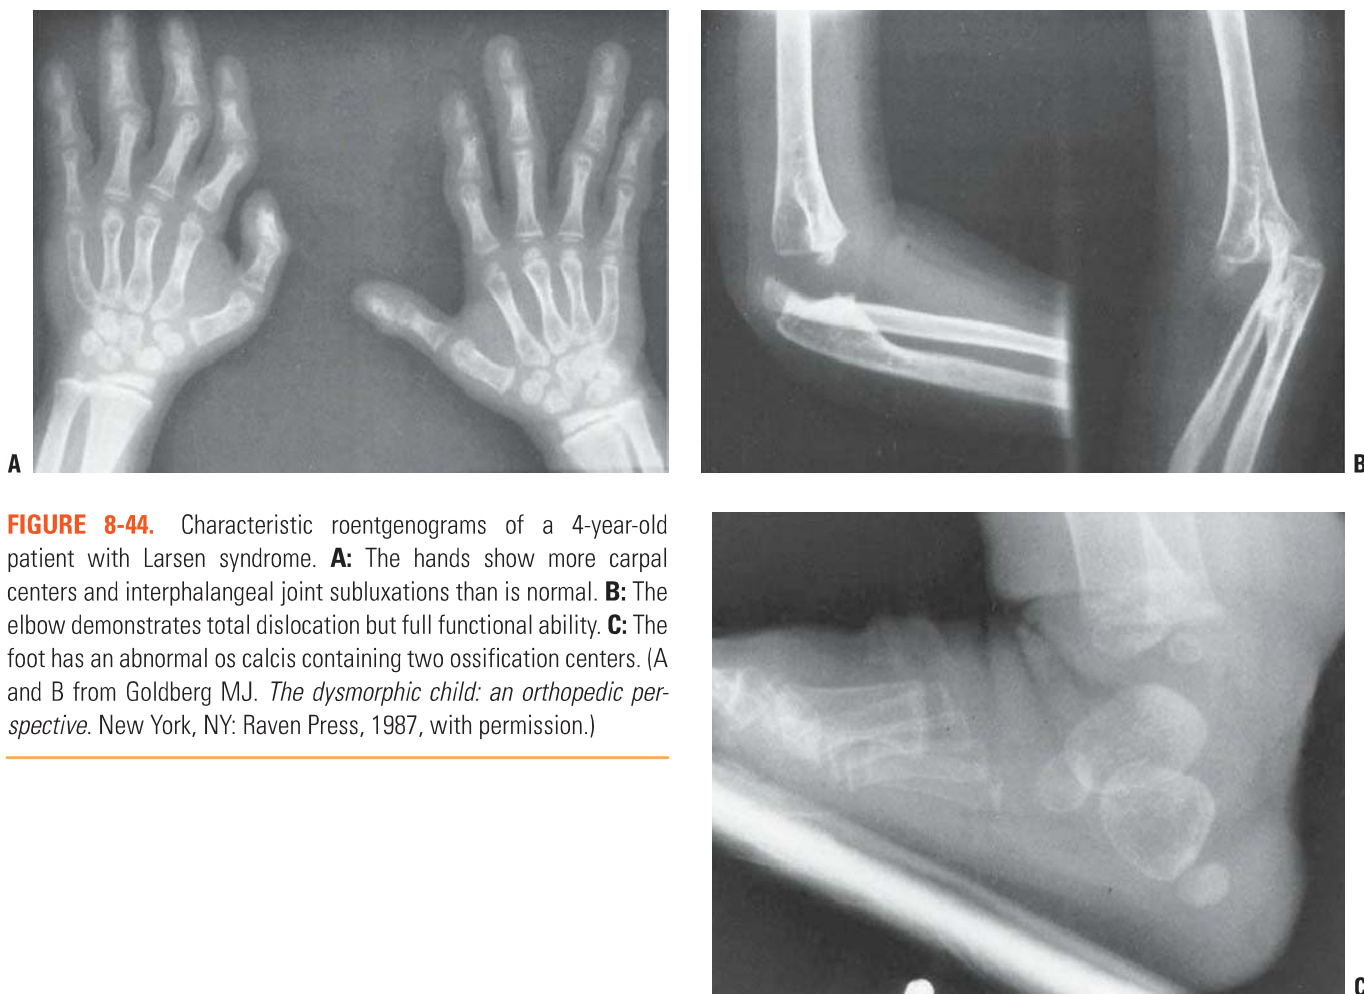 A
B
FIGURE 8-44. Characteristic roentgenograms of a 4-year-old
patient with Larsen syndrome. A: The hands show more carpal
centers and interphalangeal joint subluxations than is normal. B: The
elbow demonstrates total dislocation but full functional ability. C: The
foot has an abnormal os calcis containing two ossification centers. (A
and B from Goldberg MJ. The dysmorphic child: an orthopedic per-
spective. New York, NY: Raven Press, 1987, with permission.)
C